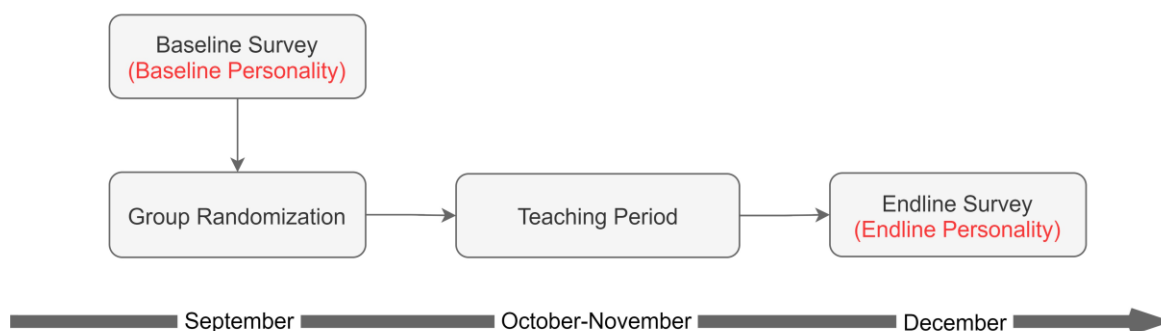 Baseline Survey
(Baseline Personality)
Group Randomization
Teaching Period
Endline Survey
(Endline Personality)
September
October-November
December